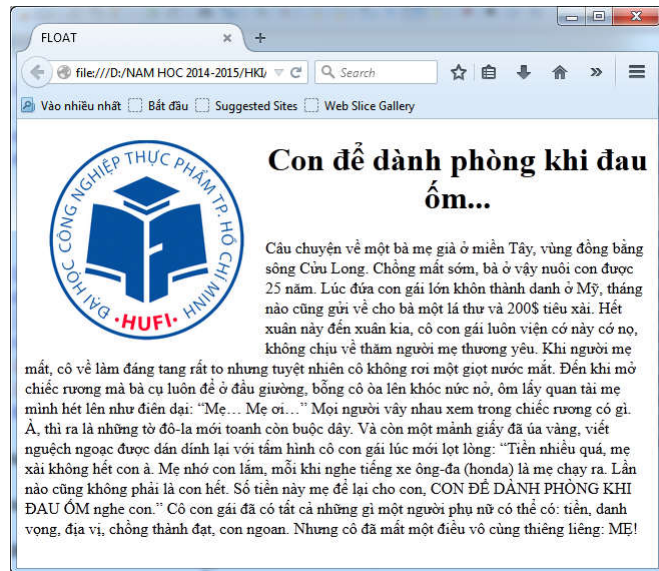 FLOAT
file:///D:/NAM HOC 2014-2015/HKI/
Search
Vào nhiều nhất
Bắt đầu
Suggested Sites
Web Slice Gallery
ĐẠI HỌC CÔNG NGHIỆP THỰC PHẨM TP. HỒ CHÍ MINH
HUFI
Con để dành phòng khi đau
ốm...
Câu chuyện về một bà mẹ già ở miền Tây, vùng đồng bằng
sông Cửu Long. Chồng mất sớm, bà ở vậy nuôi con được
25 năm. Lúc đứa con gái lớn khôn thành danh ở Mỹ, tháng
nào cũng gửi về cho bà một lá thư và 200$ tiêu xài. Hết
xuân này đến xuân kia, cô con gái luôn viện cớ này cớ nọ,
không chịu về thăm người mẹ thương yêu. Khi người mẹ
mất, cô về làm đáng tang rất to nhưng tuyệt nhiên cô không rơi một giọt nước mắt. Đến khi mở
chiếc rương mà bà cụ luôn để ở đầu giường, bỗng cô òa lên khóc nức nở, ôm lấy quan tài mẹ
mình hét lên như điên dại: “Mẹ… Mẹ ơi…” Mọi người vây nhau xem trong chiếc rương có gì.
À, thì ra là những tờ đô-la mới toanh còn buộc dây. Và còn một mảnh giấy đã úa vàng, viết
nguệch ngoạc được dán dính lại với tấm hình cô con gái lúc mới lọt lòng: “Tiền nhiều quá, mẹ
xài không hết con à. Mẹ nhớ con lắm, mỗi khi nghe tiếng xe ông-đa (honda) là mẹ chạy ra. Lần
nào cũng không phải là con hết. Số tiền này mẹ để lại cho con, CON ĐỂ DÀNH PHÒNG KHI
ĐAU ỐM nghe con.” Cô con gái đã có tất cả những gì một người phụ nữ có thể có: tiền, danh
vọng, địa vị, chồng thành đạt, con ngoan. Nhưng cô đã mất một điều vô cùng thiêng liêng: MẸ!